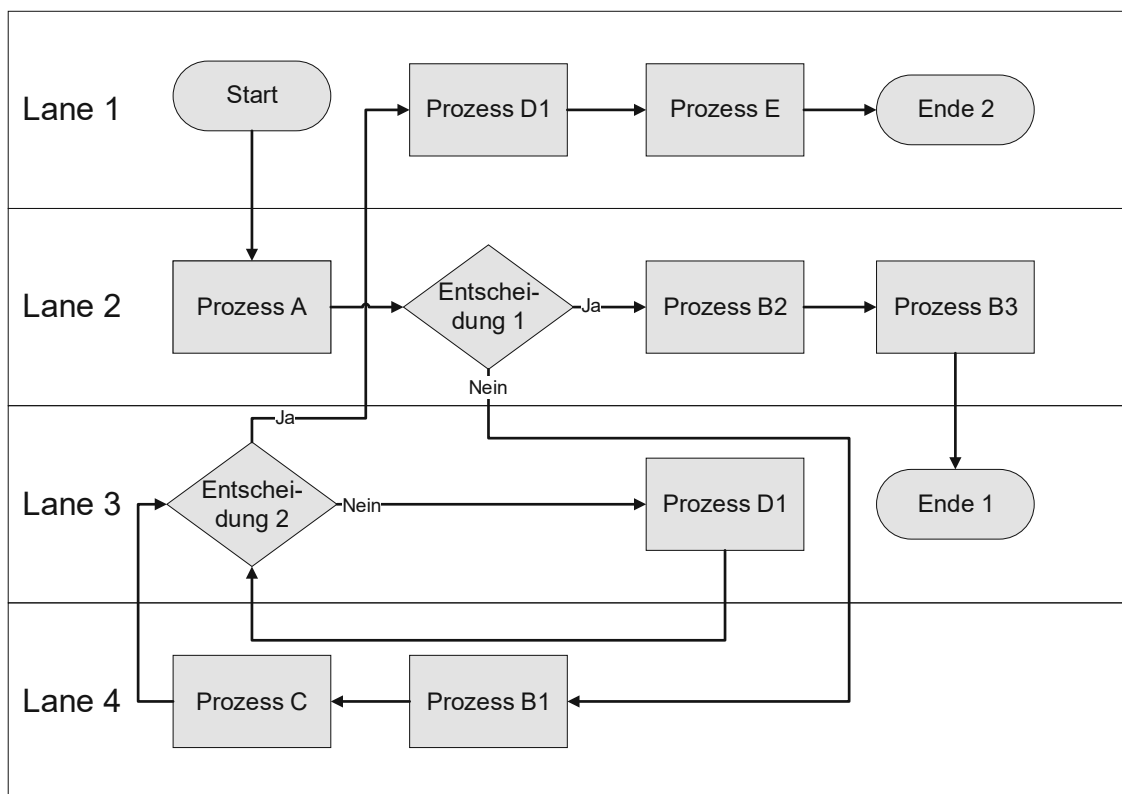 Lane 1
Start
Prozess D1
Prozess E
Ende 2
Lane 2
Prozess A
Entschei-
dung 1
Ja
Prozess B2
Prozess B3
Nein
Ja
Lane 3
Entschei-
dung 2
Nein
Prozess D1
Ende 1
Lane 4
Prozess C
Prozess B1